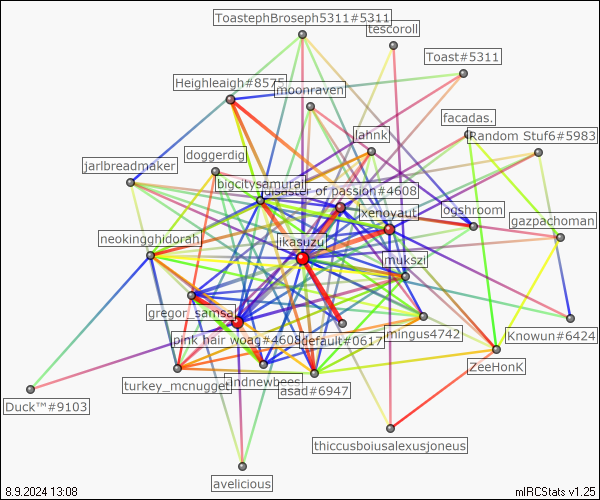 ToastephBroseph5311#5311
tescoroll
Toast#5311
Heighleaigh#8575
moonraven
facadas.
lahnk
Random Stuf6#5983
doggerdig
jarlbreadmaker
bigcitysamurai
disaster of passion#4608
xenoyaut
ogshroom
gazpachoman
neokingghidorah
ikasuzu
mukszi
gregor_samsa
mingus4742
Knowun#6424
pink hair woag#4608
default#0617
ZeeHonK
turkey_mcnugget
andnewbees
asad#6947
Duck™#9103
thiccusboiusalexusjoneus
avelicious
8.9.2024 13:08
mIRCStats v1.25